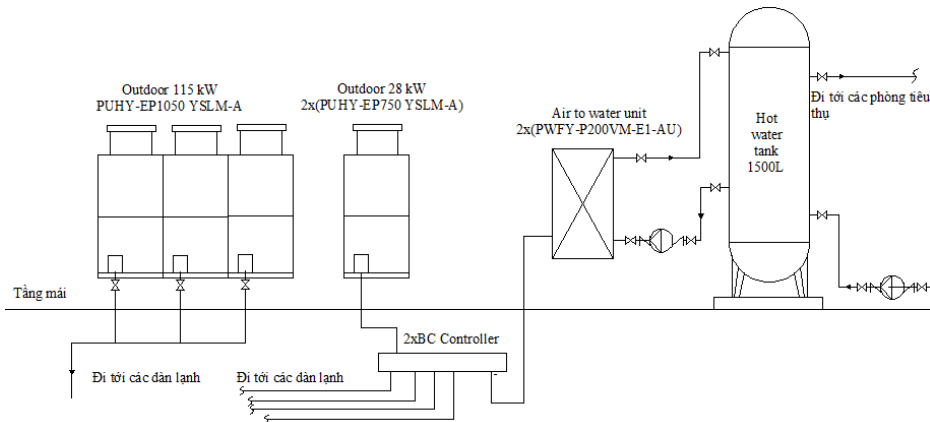 Outdoor 115 kW
PUHY-EP1050 YSLM-A
Outdoor 28 kW
2x(PUHY-EP750 YSLM-A)
Air to water unit
2x(PWFY-P200VM-E1-AU)
Hot
water
tank
1500L
Đi tới các phòng tiêu
thụ
Tầng mái
2xBC Controller
Đi tới các dàn lạnh
Đi tới các dàn lạnh